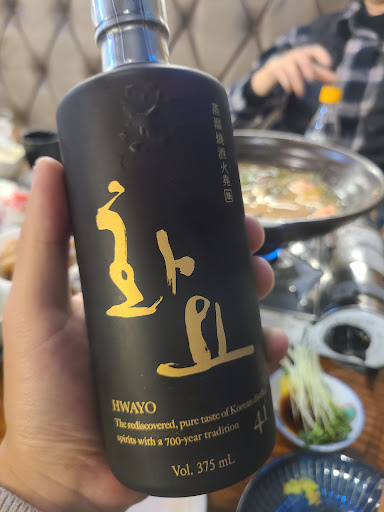 화요
HWAYO
The rediscovered, pure taste of Korean
spirits with a 700-year tradition
41
Vol. 375 mL